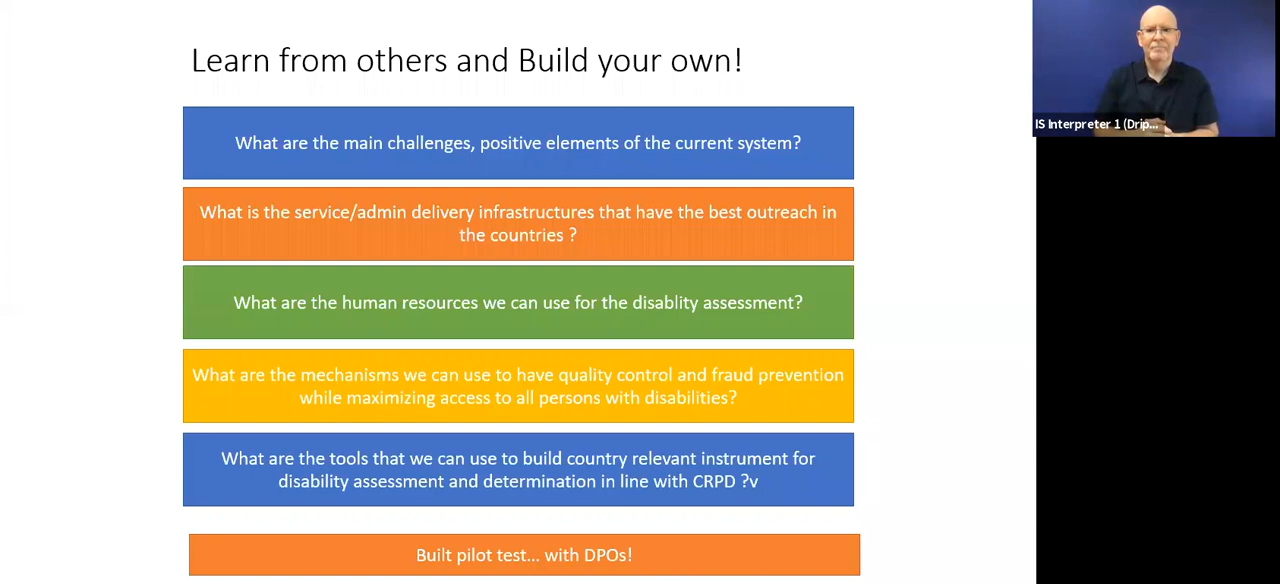 Learn from others and Build your own!
What are the main challenges, positive elements of the current system?
What is the service/admin delivery infrastructures that have the best outreach in
the countries ?
What are the human resources we can use for the disablity assessment?
What are the mechanisms we can use to have quality control and fraud prevention
while maximizing access to all persons with disabilities?
What are the tools that we can use to build country relevant instrument for
disability assessment and determination in line with CRPD ?v
Built pilot test... with DPOs!
IS Interpreter 1 (Drip...